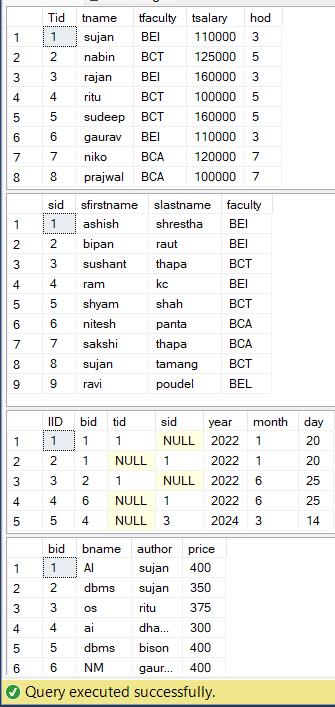 Tid tname tfaculty tsalary hod
1 1 sujan BEI 110000 3
2 2 nabin BCT 125000 5
3 3 rajan BEI 160000 3
4 4 ritu BCT 100000 5
5 5 sudeep BCT 160000 5
6 6 gaurav BEI 110000 3
7 7 niko BCA 120000 7
8 8 prajwal BCA 100000 7
sid sfirstname slastname faculty
1 1 ashish shrestha BEI
2 2 bipan raut BEI
3 3 sushant thapa BCT
4 4 ram kc BEI
5 5 shyam shah BCT
6 6 nitesh panta BCA
7 7 sakshi thapa BCA
8 8 sujan tamang BCT
9 9 ravi poudel BEL
IID bid tid sid year month day
1 1 1 1 NULL 2022 1 20
2 2 1 NULL 1 2022 1 20
3 3 2 1 NULL 2022 6 25
4 4 6 NULL 1 2022 6 25
5 5 4 NULL 3 2024 3 14
bid bname author price
1 1 AI sujan 400
2 2 dbms sujan 350
3 3 os ritu 375
4 4 ai dha... 300
5 5 dbms bison 400
6 6 NM gaur... 400
Query executed successfully.